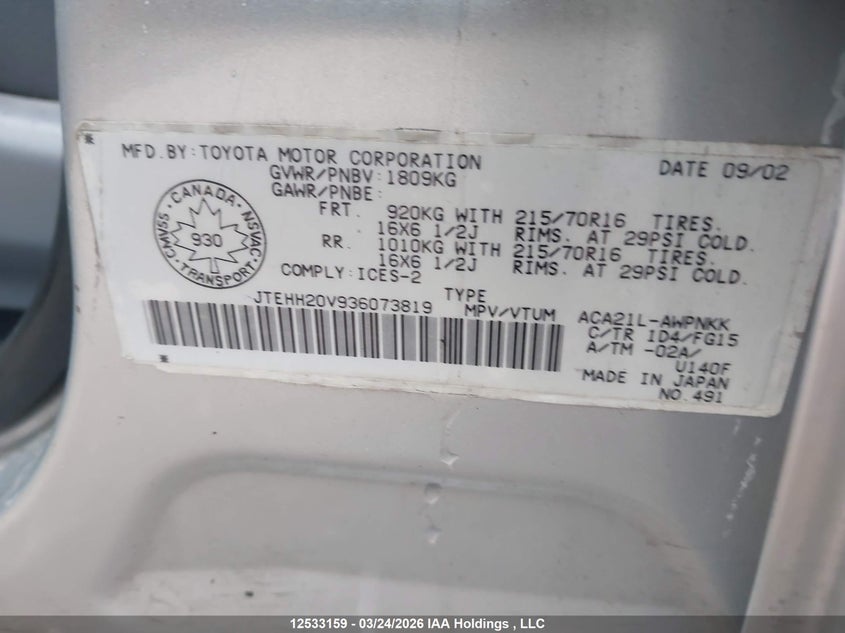 MFD.BY:TOYOTA MOTOR CORPORATION DATE 09/02
GVWR/PNBV:1809KG
GAWR/PNBE:
FRT. 920KG WITH 215/70R16 TIRES.
16X6 1/2J RIMS. AT 29PSI COLD.
RR. 1010KG WITH 215/70R16 TIRES.
16X6 1/2J RIMS. AT 29PSI COLD.
COMPLY:ICES-2
CANADA
CMVSS 930 NSVAC
TRANSPORT
JTEHH20V936073819 TYPE
MPV/VTUM
ACA21L-AWPNKK
C/TR 1D4/FG15
A/TM -02A/
U140F
MADE IN JAPAN
NO.491
12533159 - 03/24/2026 IAA Holdings , LLC